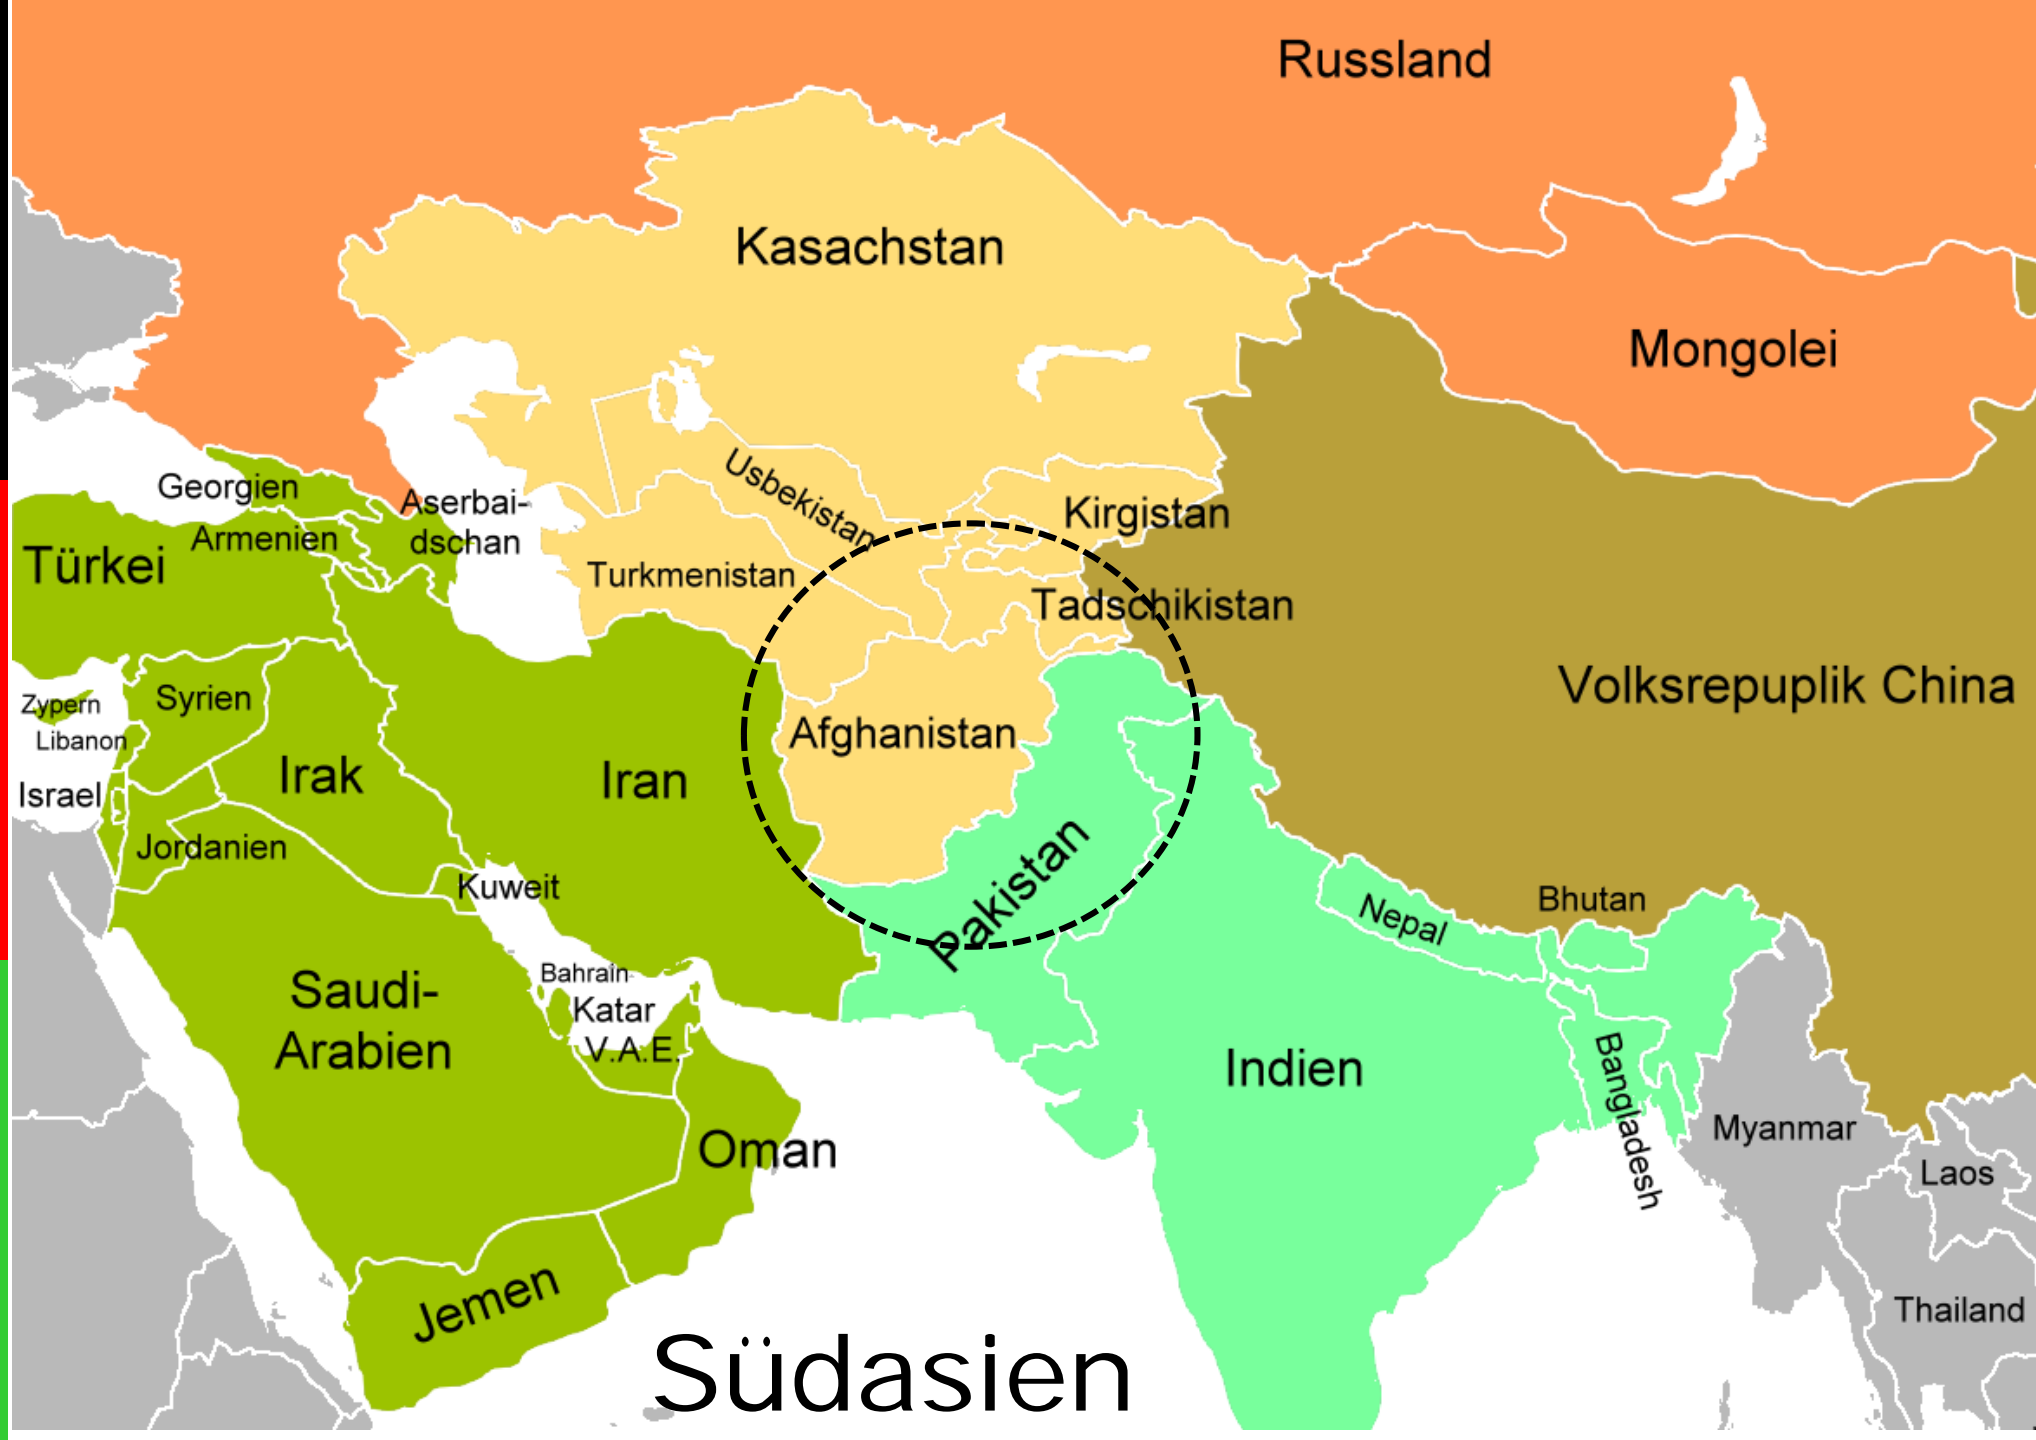 Russland
Kasachstan
Mongolei
Usbekistan
Georgien
Aserbai-
dschan
Kirgistan
Armenien
Türkei
Turkmenistan
Tadschikistan
Volksrepuplik China
Syrien
Zypern
Libanon
Afghanistan
Irak
Iran
Israel
Jordanien
Pakistan
Kuweit
Bhutan
Nepal
Bahrain
Saudi-
Arabien
Katar
V.A.E.
Indien
Bangladesh
Myanmar
Oman
Laos
Jemen
Thailand
Südasien